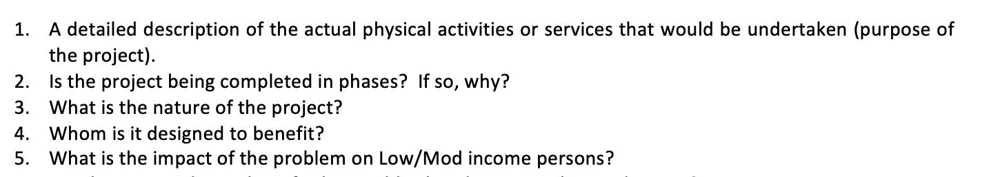 1. A detailed description of the actual physical activities or services that would be undertaken (purpose of
the project).
2. Is the project being completed in phases?  If so, why?
3. What is the nature of the project?
4. Whom is it designed to benefit?
5. What is the impact of the problem on Low/Mod income persons?